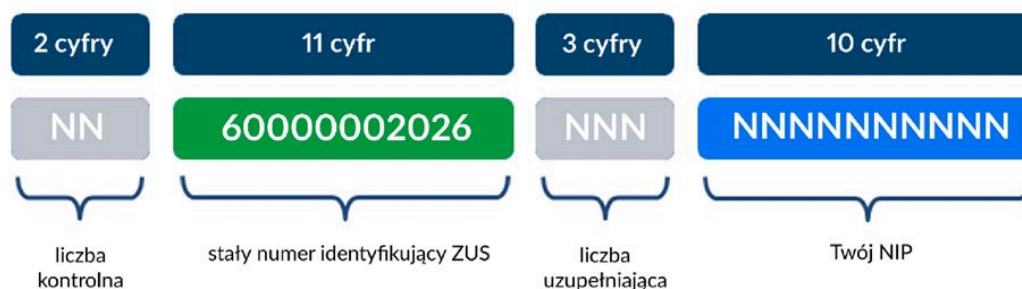 2 cyfry
11 cyfr
3 cyfry
10 cyfr
NN
60000002026
NNN
NNNNNNNNNN
liczba
kontrolna
stały numer identyfikujący ZUS
liczba
uzupełniająca
Twój NIP